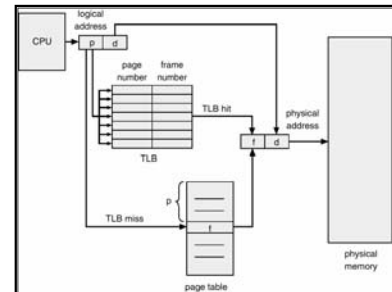 logical
address
CPU
p d
page
number
frame
number
TLB hit
physical
address
f d
TLB
p
TLB miss
f
page table
physical
memory